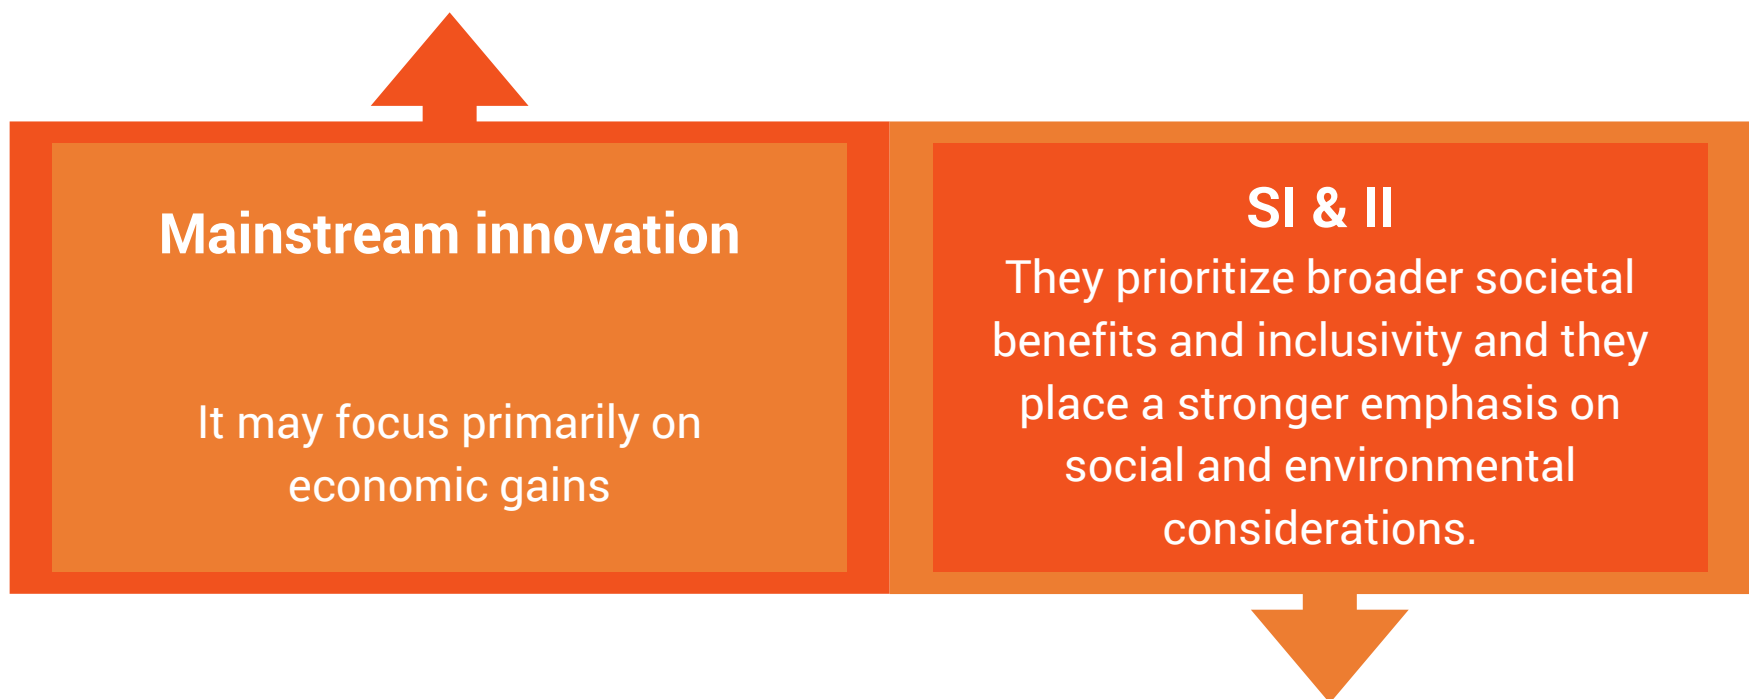 Mainstream innovation
It may focus primarily on
economic gains
SI & II
They prioritize broader societal
benefits and inclusivity and they
place a stronger emphasis on
social and environmental
considerations.